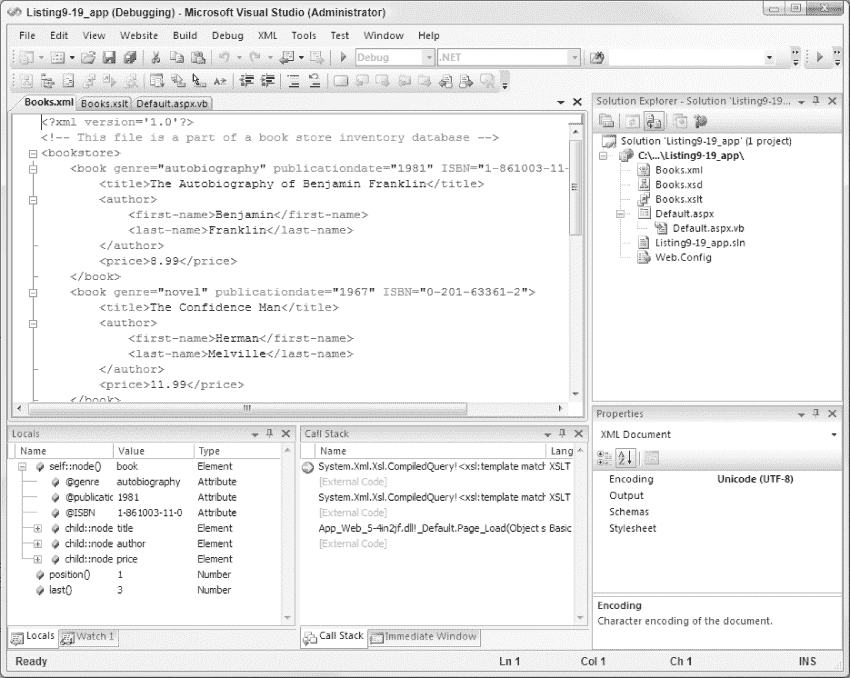 Listing9-19_app (Debugging) - Microsoft Visual Studio (Administrator)
File Edit View Website Build Debug XML Tools Test Window Help
Debug .NET
Books.xml Books.xslt Default.aspx.vb
<?xml version='1.0'?>
<!-- This file is a part of a book store inventory database -->
<bookstore>
<book genre="autobiography" publicationdate="1981" ISBN="1-861003-11-
<title>The Autobiography of Benjamin Franklin</title>
<author>
<first-name>Benjamin</first-name>
<last-name>Franklin</last-name>
</author>
<price>8.99</price>
</book>
<book genre="novel" publicationdate="1967" ISBN="0-201-63361-2">
<title>The Confidence Man</title>
<author>
<first-name>Herman</first-name>
<last-name>Melville</last-name>
</author>
<price>11.99</price>
</book>
Solution Explorer - Solution 'Listing9-19...
Solution 'Listing9-19_app' (1 project)
C:\...\Listing9-19_app\
Books.xml
Books.xsd
Books.xslt
Default.aspx
Default.aspx.vb
Listing9-19_app.sln
Web.Config
Locals
Name Value Type
self::node() book Element
@genre autobiography Attribute
@publicatic 1981 Attribute
@ISBN 1-861003-11-0 Attribute
child::node title Element
child::node author Element
child::node price Element
position() 1 Number
last() 3 Number
Locals Watch 1
Call Stack
Name Lang
System.Xml.Xsl.CompiledQuery!<xsl:template match XSLT
[External Code]
System.Xml.Xsl.CompiledQuery!<xsl:template match XSLT
[External Code]
App_Web_5-4in2jf.dll!_Default.Page_Load(Object s Basic
[External Code]
Call Stack Immediate Window
Properties
XML Document
Encoding Unicode (UTF-8)
Output
Schemas
Stylesheet
Encoding
Character encoding of the document.
Ready Ln 1 Col 1 Ch 1 INS